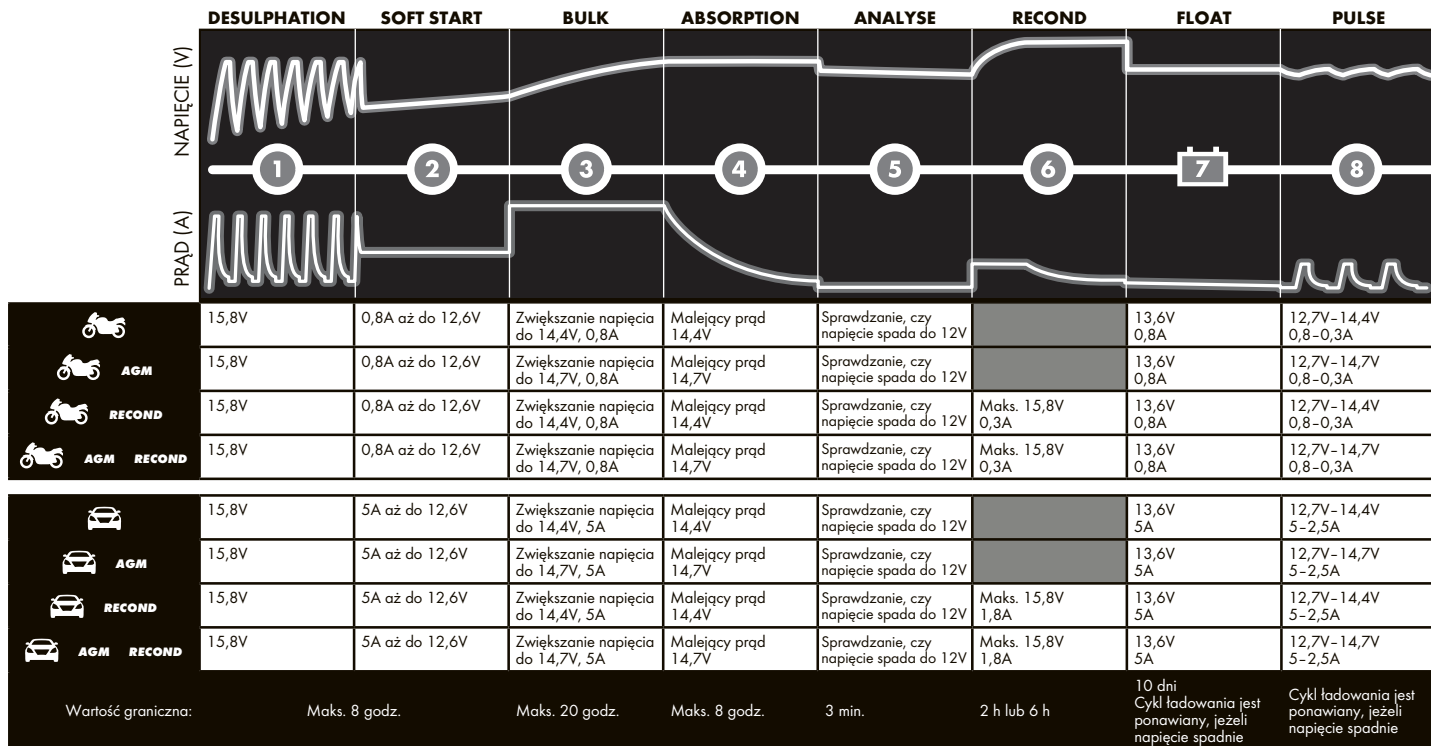 DESULPHATION SOFT START BULK ABSORPTION ANALYSE RECOND FLOAT PULSE
NAPIĘCIE (V)
1 2 3 4 5 6 7 8
PRĄD (A)
15,8V 0,8A aż do 12,6V Zwiększanie napięcia Malejący prąd Sprawdzanie, czy 13,6V 12,7V–14,4V
do 14,4V, 0,8A 14,4V napięcie spada do 12V 0,8A 0,8–0,3A
AGM 15,8V 0,8A aż do 12,6V Zwiększanie napięcia Malejący prąd Sprawdzanie, czy 13,6V 12,7V–14,7V
do 14,7V, 0,8A 14,7V napięcie spada do 12V 0,8A 0,8–0,3A
RECOND 15,8V 0,8A aż do 12,6V Zwiększanie napięcia Malejący prąd Sprawdzanie, czy Maks. 15,8V 13,6V 12,7V–14,4V
do 14,4V, 0,8A 14,4V napięcie spada do 12V 0,3A 0,8A 0,8–0,3A
AGM RECOND 15,8V 0,8A aż do 12,6V Zwiększanie napięcia Malejący prąd Sprawdzanie, czy Maks. 15,8V 13,6V 12,7V–14,7V
do 14,7V, 0,8A 14,7V napięcie spada do 12V 0,3A 0,8A 0,8–0,3A
15,8V 5A aż do 12,6V Zwiększanie napięcia Malejący prąd Sprawdzanie, czy 13,6V 12,7V–14,4V
do 14,4V, 5A 14,4V napięcie spada do 12V 5A 5–2,5A
AGM 15,8V 5A aż do 12,6V Zwiększanie napięcia Malejący prąd Sprawdzanie, czy 13,6V 12,7V–14,7V
do 14,7V, 5A 14,7V napięcie spada do 12V 5A 5–2,5A
RECOND 15,8V 5A aż do 12,6V Zwiększanie napięcia Malejący prąd Sprawdzanie, czy Maks. 15,8V 13,6V 12,7V–14,4V
do 14,4V, 5A 14,4V napięcie spada do 12V 1,8A 5A 5–2,5A
AGM RECOND 15,8V 5A aż do 12,6V Zwiększanie napięcia Malejący prąd Sprawdzanie, czy Maks. 15,8V 13,6V 12,7V–14,7V
do 14,7V, 5A 14,7V napięcie spada do 12V 1,8A 5A 5–2,5A
Wartość graniczna: Maks. 8 godz. Maks. 20 godz. Maks. 8 godz. 3 min. 2 h lub 6 h
10 dni
Cykl ładowania jest
ponawiany, jeżeli
napięcie spadnie
Cykl ładowania jest
ponawiany, jeżeli
napięcie spadnie